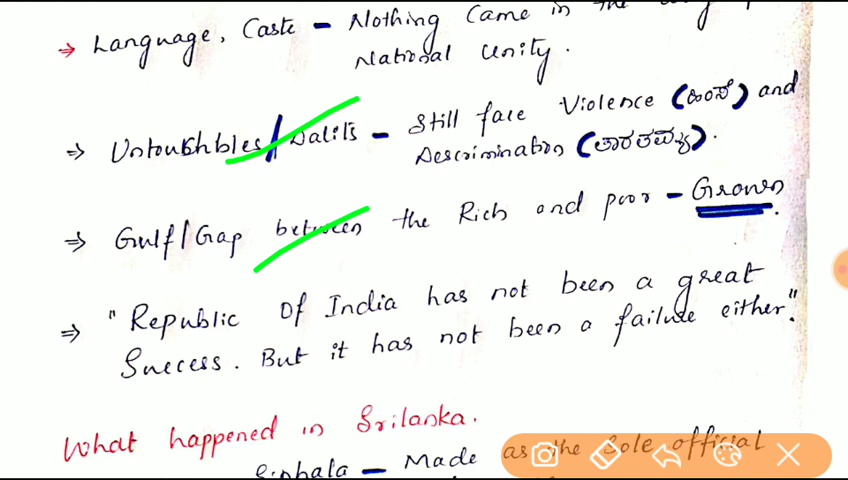 ⇒ Language, Caste - Nothing Came in the
National Unity.
⇒ Untoukhbles/Dalits - Still face Violence (ಹಿಂಸೆ) and
Descrimination (ತಾರತಮ್ಯ).
⇒ Gulf/Gap between the Rich and poor - Grown.
⇒ "Republic Of India has not been a great
Success. But it has not been a failure either."
What happened in Srilanka.
Sinhala - Made as the Sole official